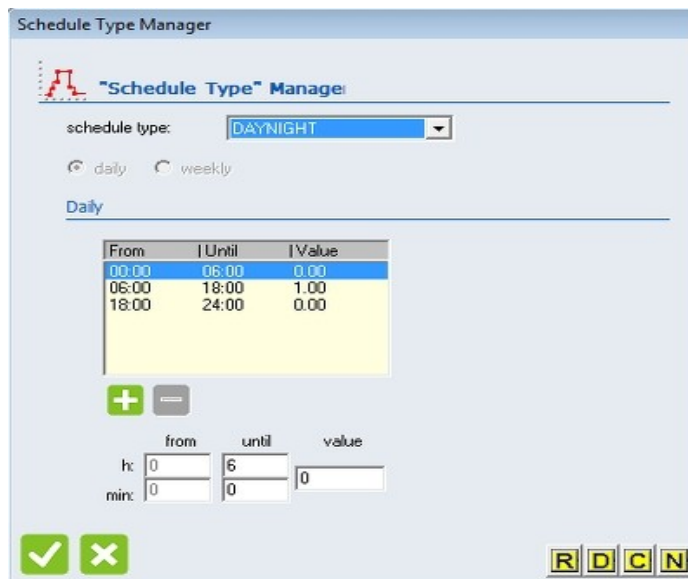 Schedule Type Manager
"Schedule Type" Manage
schedule type: DAYNIGHT
daily weekly
Daily
From | Until | Value
00:00 06:00 0.00
06:00 18:00 1.00
18:00 24:00 0.00
from until value
h: 0 6 0
min: 0 0
R D C N